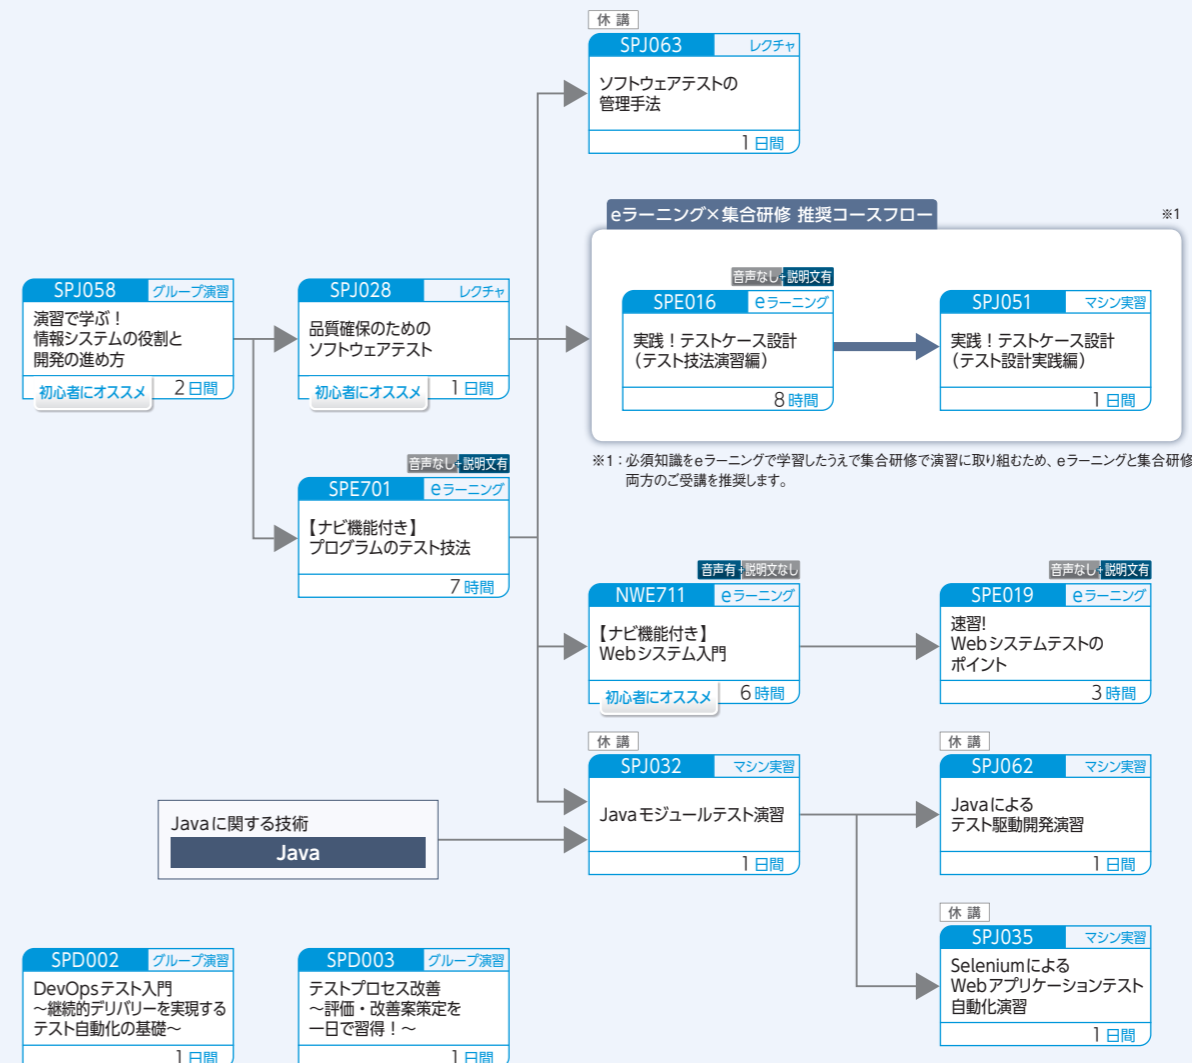 休 講
SPJ063 レクチャ
ソフトウェアテストの
管理手法
1日間
eラーニング×集合研修 推奨コースフロー
※1
SPJ058 グループ演習
演習で学ぶ！
情報システムの役割と
開発の進め方
初心者にオススメ 2日間
SPJ028 レクチャ
品質確保のための
ソフトウェアテスト
初心者にオススメ 1日間
音声なし+説明文有
SPE016 eラーニング
実践！テストケース設計
（テスト技法演習編）
8時間
SPJ051 マシン実習
実践！テストケース設計
（テスト設計実践編）
1日間
※1：必須知識をeラーニングで学習したうえで集合研修で演習に取り組むため、eラーニングと集合研修
両方のご受講を推奨します。
音声なし+説明文有
SPE701 eラーニング
【ナビ機能付き】
プログラムのテスト技法
7時間
音声有+説明文なし
NWE711 eラーニング
【ナビ機能付き】
Webシステム入門
初心者にオススメ 6時間
音声なし+説明文有
SPE019 eラーニング
速習!
Webシステムテストの
ポイント
3時間
休 講
SPJ032 マシン実習
Javaモジュールテスト演習
1日間
休 講
SPJ062 マシン実習
Javaによる
テスト駆動開発演習
1日間
Javaに関する技術
Java
休 講
SPJ035 マシン実習
Seleniumによる
Webアプリケーションテスト
自動化演習
1日間
SPD002 グループ演習
DevOpsテスト入門
～継続的デリバリーを実現する
テスト自動化の基礎～
1日間
SPD003 グループ演習
テストプロセス改善
～評価・改善案策定を
一日で習得！～
1日間